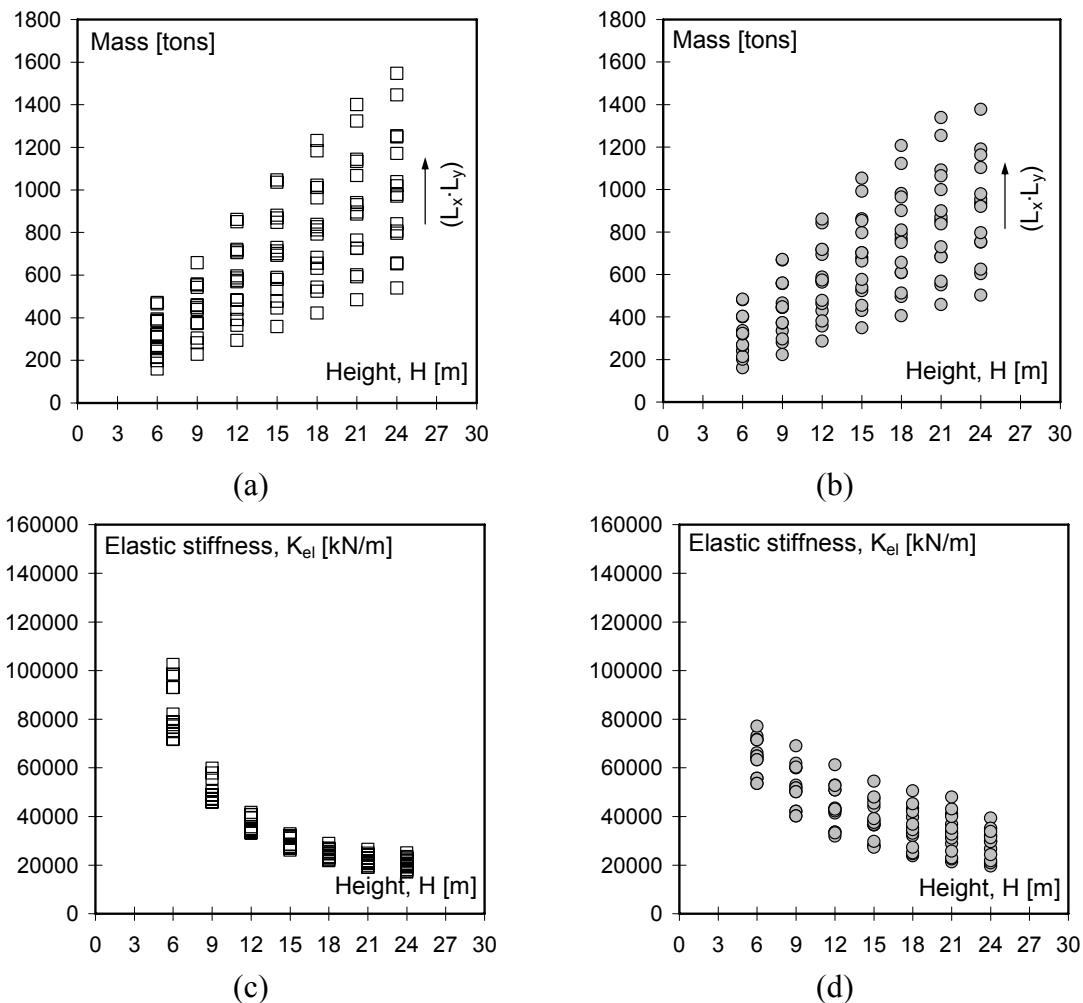 1800
1600
1400
1200
1000
800
600
400
200
0
Mass [tons]
(Lx·Ly)
Height, H [m]
0 3 6 9 12 15 18 21 24 27 30
(a)
1800
1600
1400
1200
1000
800
600
400
200
0
Mass [tons]
(Lx·Ly)
Height, H [m]
0 3 6 9 12 15 18 21 24 27 30
(b)
160000
140000
120000
100000
80000
60000
40000
20000
0
Elastic stiffness, Kel [kN/m]
Height, H [m]
0 3 6 9 12 15 18 21 24 27 30
(c)
160000
140000
120000
100000
80000
60000
40000
20000
0
Elastic stiffness, Kel [kN/m]
Height, H [m]
0 3 6 9 12 15 18 21 24 27 30
(d)